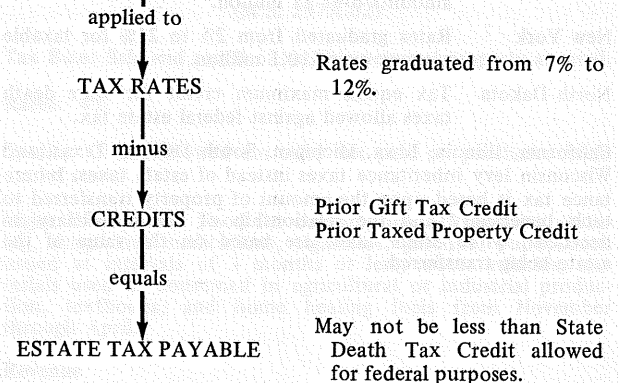 applied to
TAX RATES
Rates graduated from 7% to
12%.
minus
CREDITS
Prior Gift Tax Credit
Prior Taxed Property Credit
equals
ESTATE TAX PAYABLE
May not be less than State
Death Tax Credit allowed
for federal purposes.